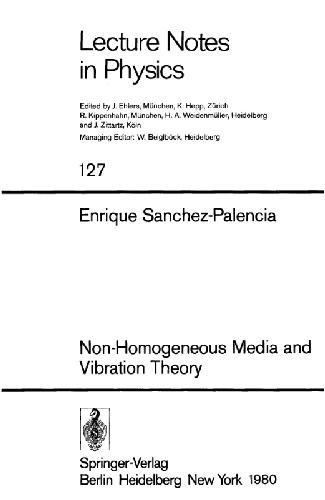 Lecture Notes
in Physics
Edited by J. Ehlers, München, K. Hepp, Zürich
R. Kippenhahn, München, H. A. Weidenmüller, Heidelberg
and J. Zittartz, Köln
Managing Editor: W. Beiglböck, Heidelberg
127
Enrique Sanchez-Palencia
Non-Homogeneous Media and
Vibration Theory
Springer-Verlag
Berlin Heidelberg New York 1980